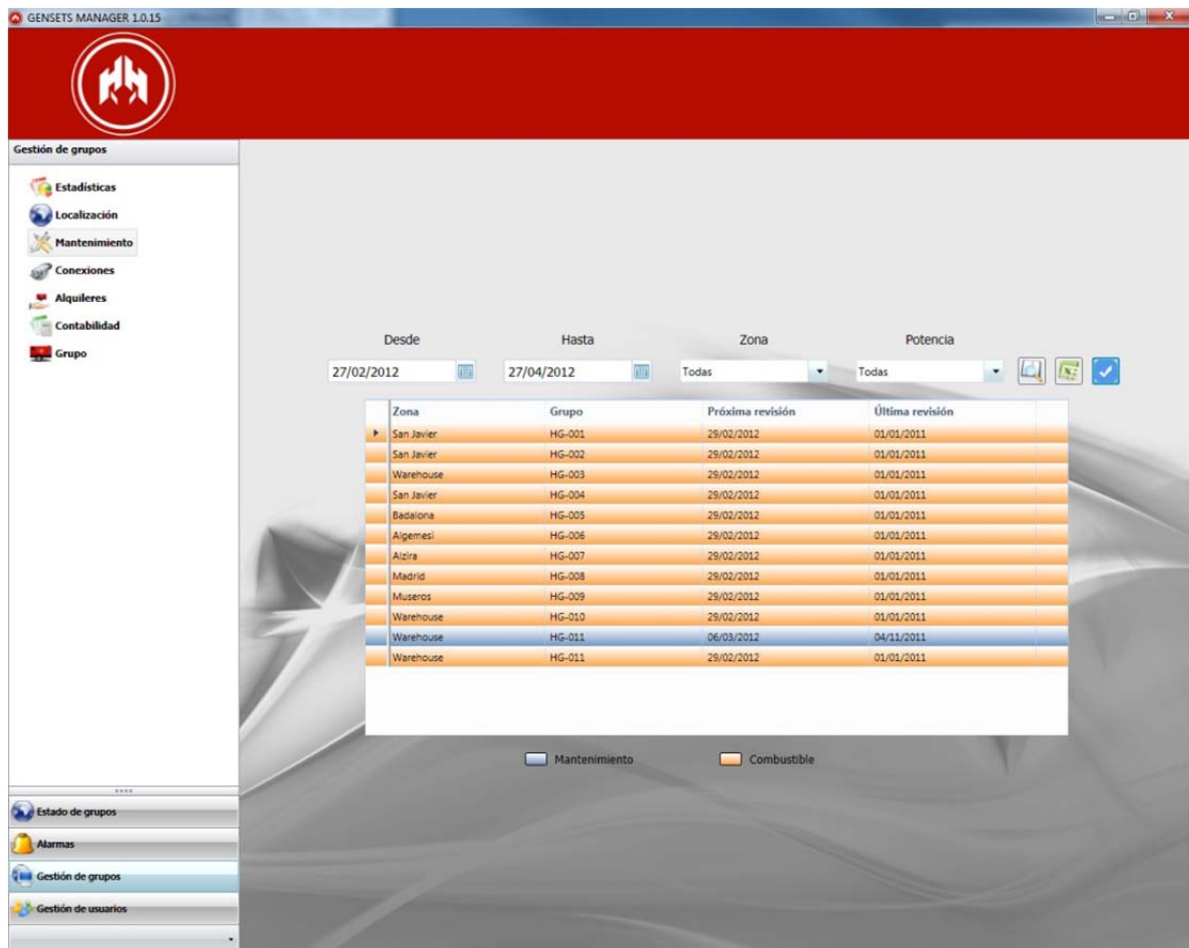 GENSETS MANAGER 1.0.15
Gestión de grupos
Estadísticas
Localización
Mantenimiento
Conexiones
Alquileres
Contabilidad
Grupo
Desde Hasta Zona Potencia
27/02/2012 27/04/2012 Todas Todas
Zona Grupo Próxima revisión Última revisión
San Javier HG-001 29/02/2012 01/01/2011
San Javier HG-002 29/02/2012 01/01/2011
Warehouse HG-003 29/02/2012 01/01/2011
San Javier HG-004 29/02/2012 01/01/2011
Badalona HG-005 29/02/2012 01/01/2011
Algemesi HG-006 29/02/2012 01/01/2011
Alzira HG-007 29/02/2012 01/01/2011
Madrid HG-008 29/02/2012 01/01/2011
Museros HG-009 29/02/2012 01/01/2011
Warehouse HG-010 29/02/2012 01/01/2011
Warehouse HG-011 06/03/2012 04/11/2011
Warehouse HG-011 29/02/2012 01/01/2011
Mantenimiento Combustible
Estado de grupos
Alarmas
Gestión de grupos
Gestión de usuarios